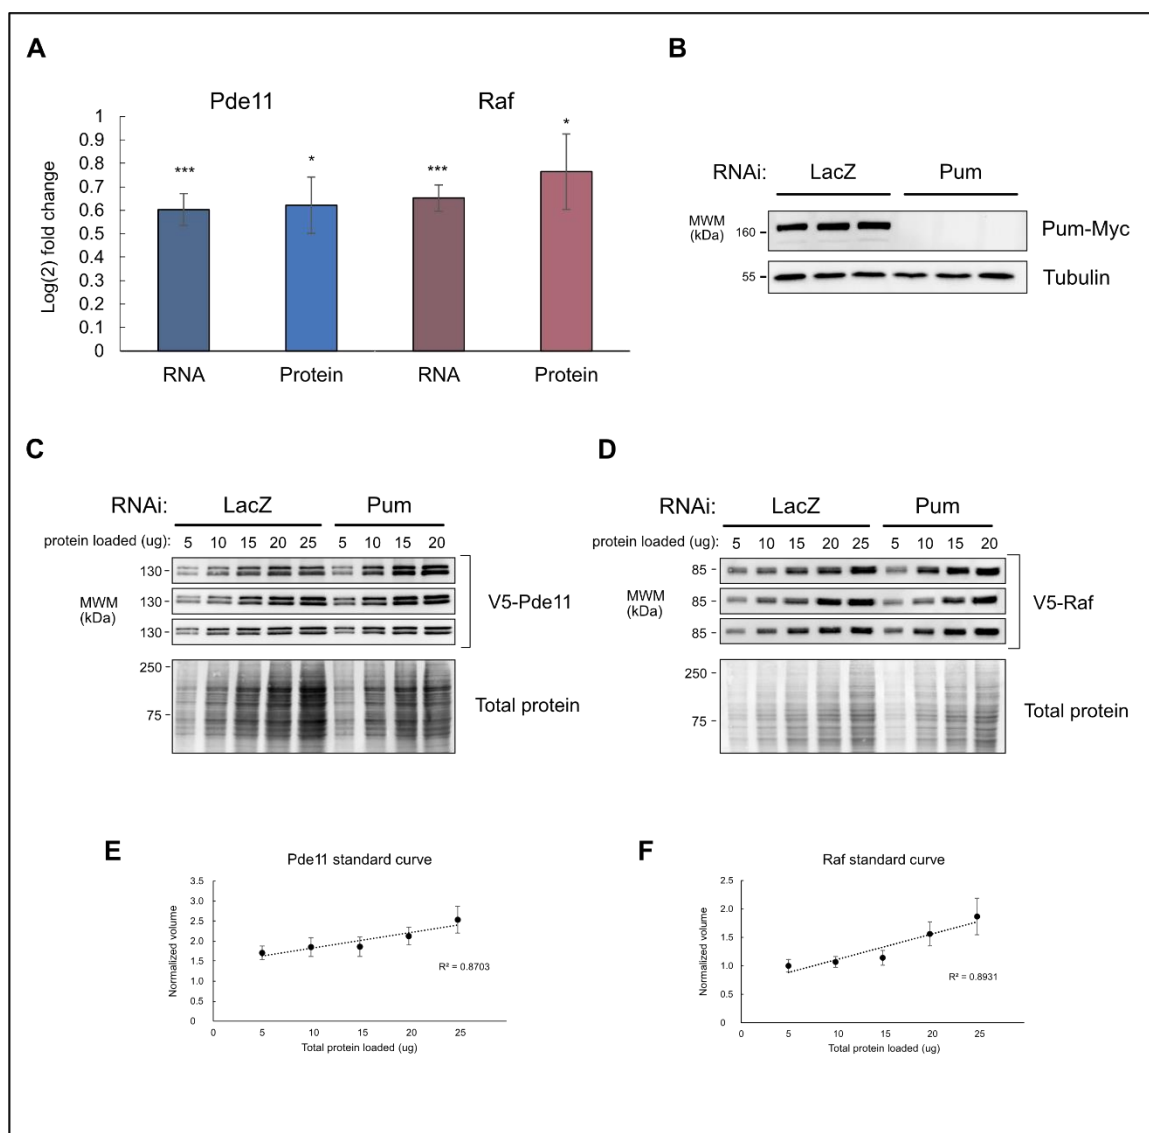 A
Pde11 Raf
Log(2) fold change
1
0.9
0.8
0.7
0.6
0.5
0.4
0.3
0.2
0.1
0
*** * *** *
RNA Protein RNA Protein
B
RNAi: LacZ Pum
MWM
(kDa)
160 Pum-Myc
55 Tubulin
C
RNAi: LacZ Pum
protein loaded (ug): 5 10 15 20 25 5 10 15 20
130
MWM
(kDa)
130 V5-Pde11
130
250
75
Total protein
D
RNAi: LacZ Pum
protein loaded (ug): 5 10 15 20 25 5 10 15 20
85
MWM
(kDa)
85 V5-Raf
85
250
75
Total protein
E
Pde11 standard curve
Normalized volume
3.5
3.0
2.5
2.0
1.5
1.0
0.5
0
R² = 0.8703
0 5 10 15 20 25
Total protein loaded (ug)
F
Raf standard curve
Normalized volume
2.5
2.0
1.5
1.0
0.5
0
R² = 0.8931
0 5 10 15 20 25
Total protein loaded (ug)